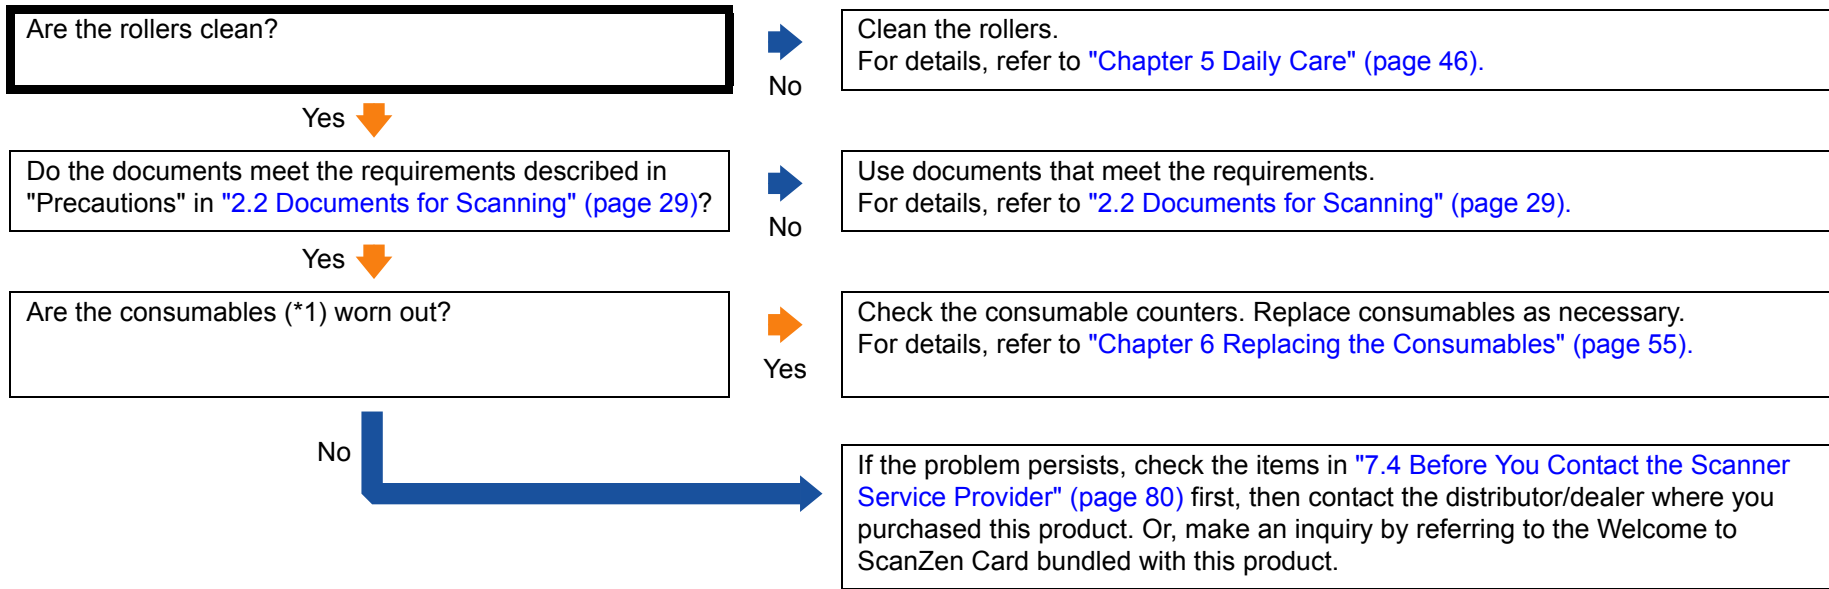 Are the rollers clean?
No
Clean the rollers.
For details, refer to "Chapter 5 Daily Care" (page 46).
Yes
Do the documents meet the requirements described in
"Precautions" in "2.2 Documents for Scanning" (page 29)?
No
Use documents that meet the requirements.
For details, refer to "2.2 Documents for Scanning" (page 29).
Yes
Are the consumables (*1) worn out?
Yes
Check the consumable counters. Replace consumables as necessary.
For details, refer to "Chapter 6 Replacing the Consumables" (page 55).
No
If the problem persists, check the items in "7.4 Before You Contact the Scanner
Service Provider" (page 80) first, then contact the distributor/dealer where you
purchased this product. Or, make an inquiry by referring to the Welcome to
ScanZen Card bundled with this product.